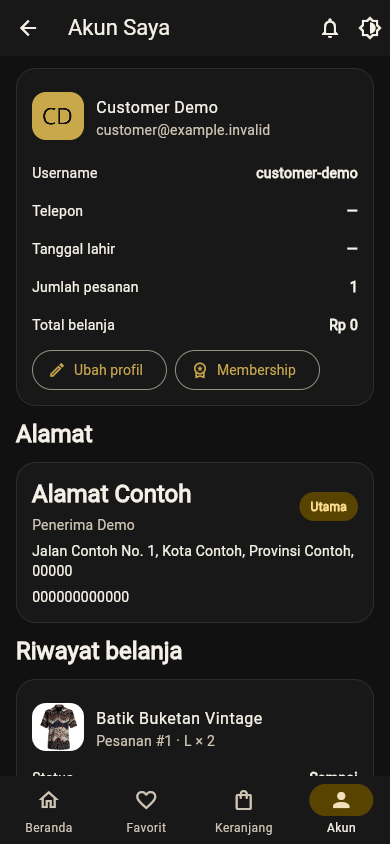 Akun Saya
CD
Customer Demo
customer@example.invalid
Username customer-demo
Telepon —
Tanggal lahir —
Jumlah pesanan 1
Total belanja Rp 0
Ubah profil Membership
Alamat
Alamat Contoh
Utama
Penerima Demo
Jalan Contoh No. 1, Kota Contoh, Provinsi Contoh,
00000
000000000000
Riwayat belanja
Batik Buketan Vintage
Pesanan #1 · L × 2
Status Sampai
Beranda Favorit Keranjang Akun